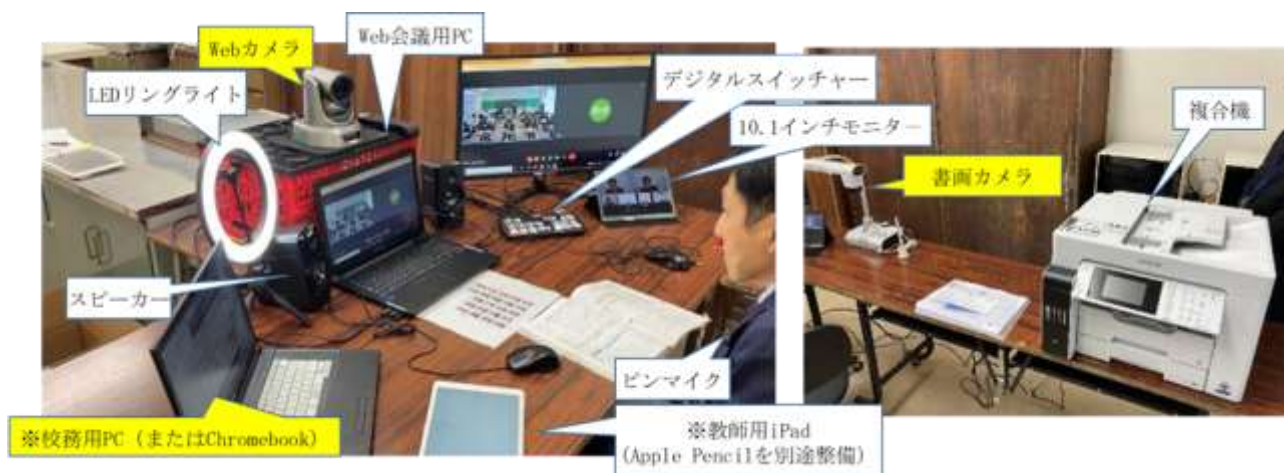 Webカメラ
Web会議用PC
LEDリングライト
デジタルスイッチャー
10.1インチモニター
複合機
書画カメラ
スピーカー
ピンマイク
※校務用PC（またはChromebook）
※教師用iPad
(Apple Pencilを別途整備)